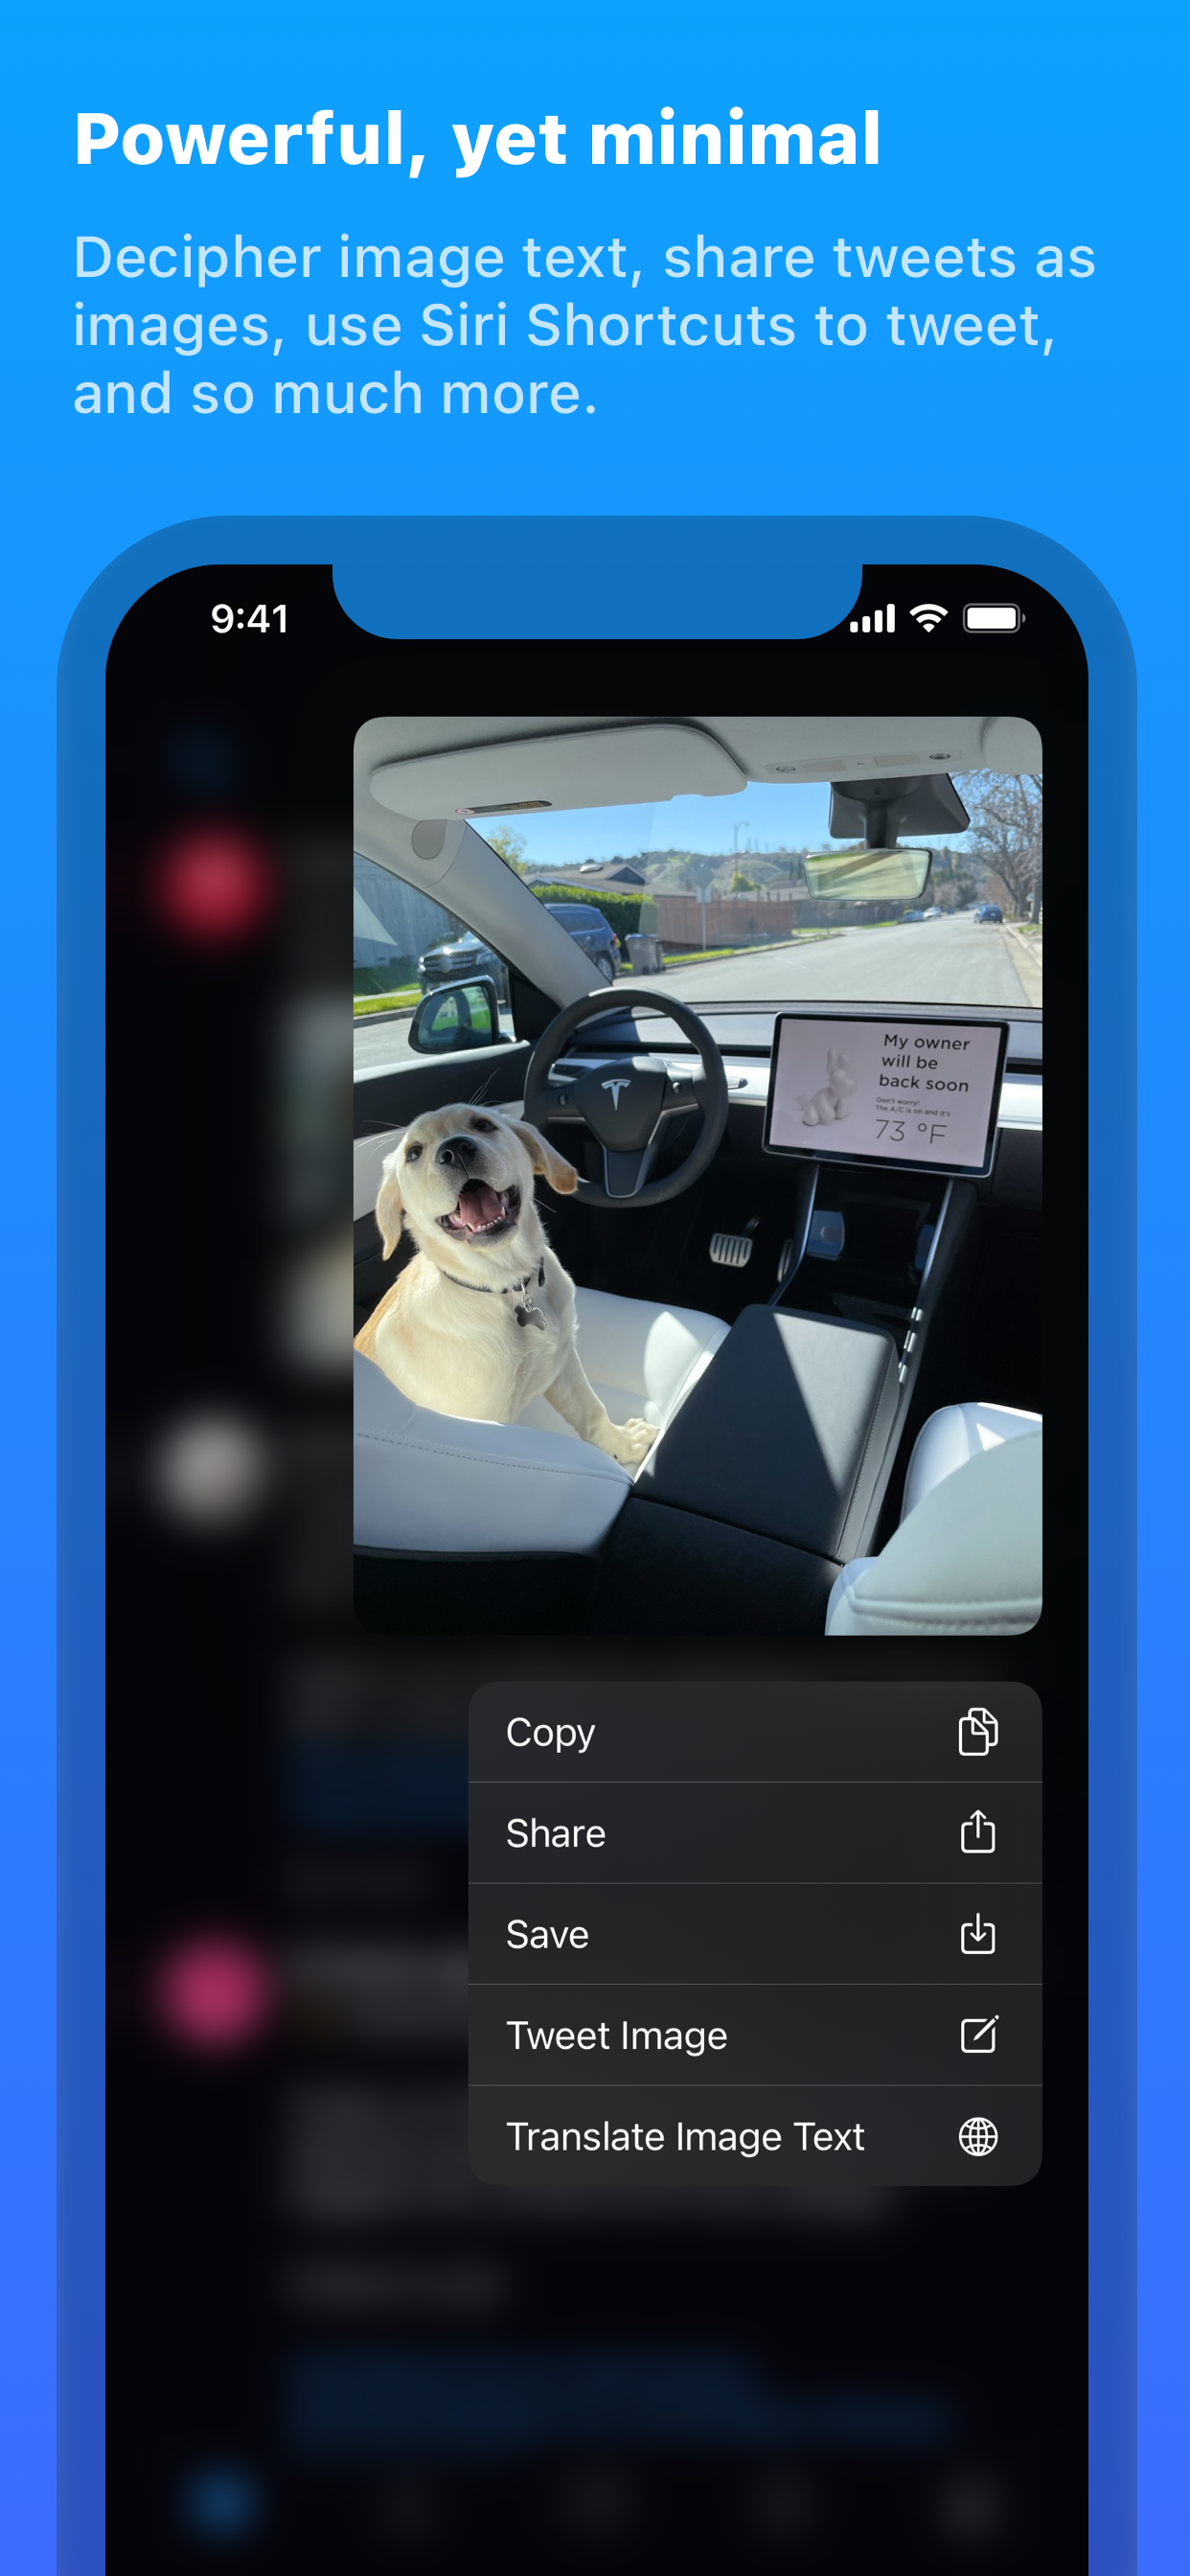 Powerful, yet minimal
Decipher image text, share tweets as
images, use Siri Shortcuts to tweet,
and so much more.
9:41
My owner
will be
back soon
Don't worry!
The A/C is on and it's
73 °F
Copy
Share
Save
Tweet Image
Translate Image Text